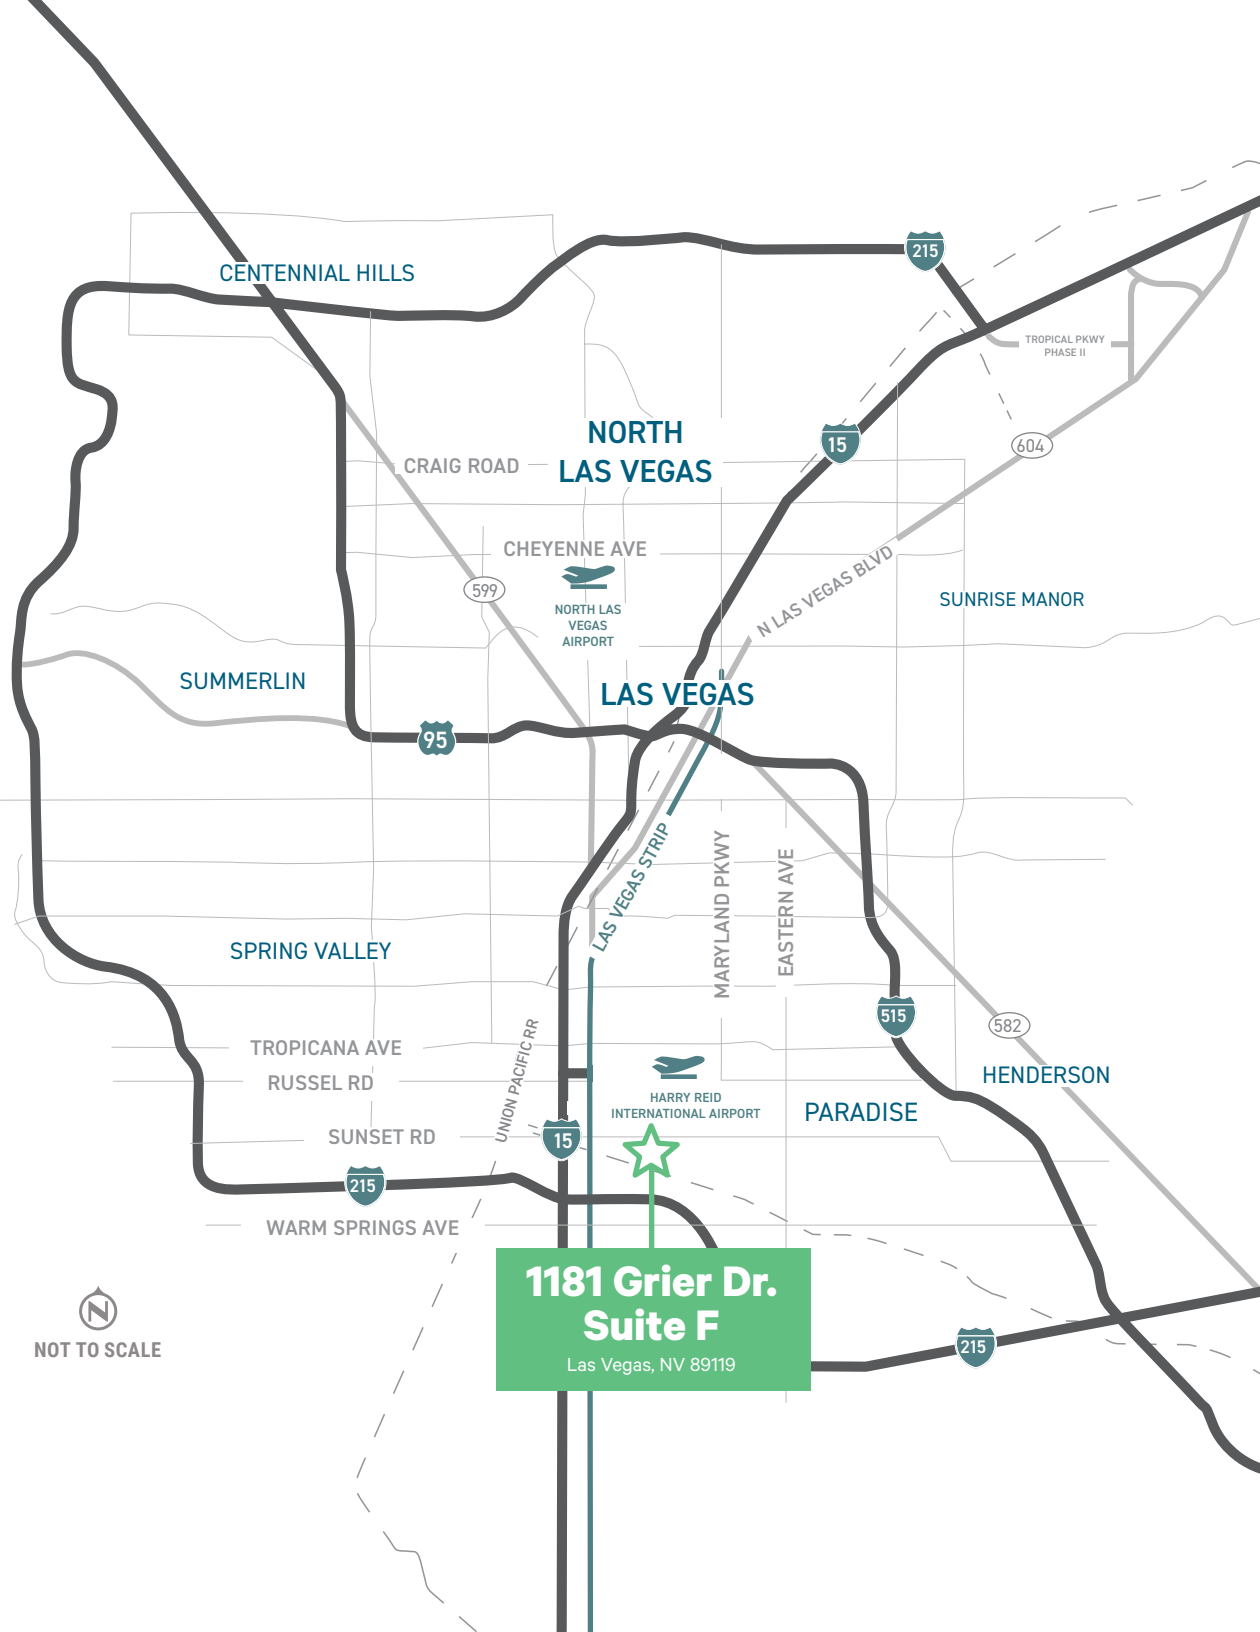 215
CENTENNIAL HILLS
TROPICAL PKWY
PHASE II
NORTH
LAS VEGAS
15
604
CRAIG ROAD
CHEYENNE AVE
599
NORTH LAS
VEGAS
AIRPORT
N LAS VEGAS BLVD
SUNRISE MANOR
SUMMERLIN
LAS VEGAS
95
LAS VEGAS STRIP
MARYLAND PKWY
EASTERN AVE
SPRING VALLEY
515
582
TROPICANA AVE
RUSSEL RD
UNION PACIFIC RR
HENDERSON
HARRY REID
INTERNATIONAL AIRPORT
PARADISE
SUNSET RD
15
215
WARM SPRINGS AVE
1181 Grier Dr.
Suite F
Las Vegas, NV 89119
N
NOT TO SCALE
215